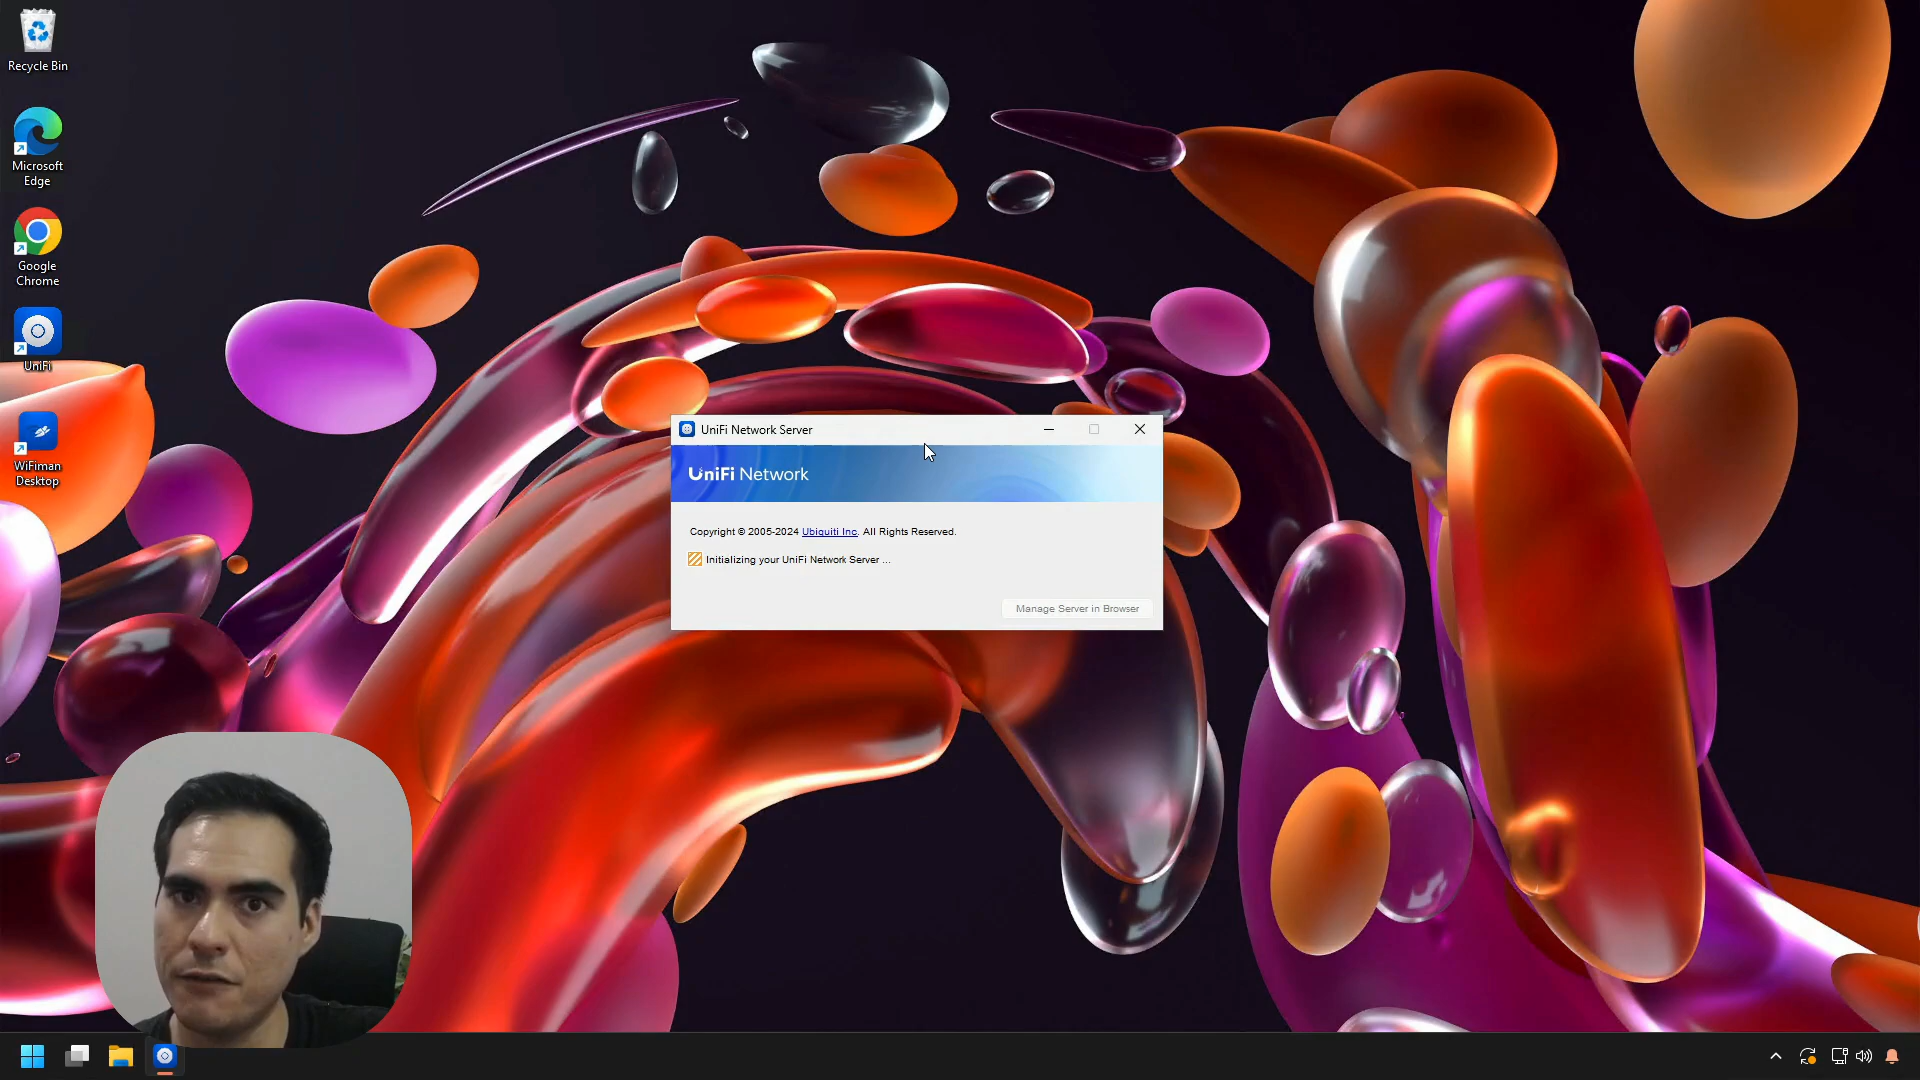 Recycle Bin
Microsoft
Edge
Google
Chrome
UniFi
WiFiman
Desktop
UniFi Network Server
UniFi Network
Copyright © 2005-2024 Ubiquiti Inc. All Rights Reserved.
Initializing your UniFi Network Server ...
Manage Server in Browser